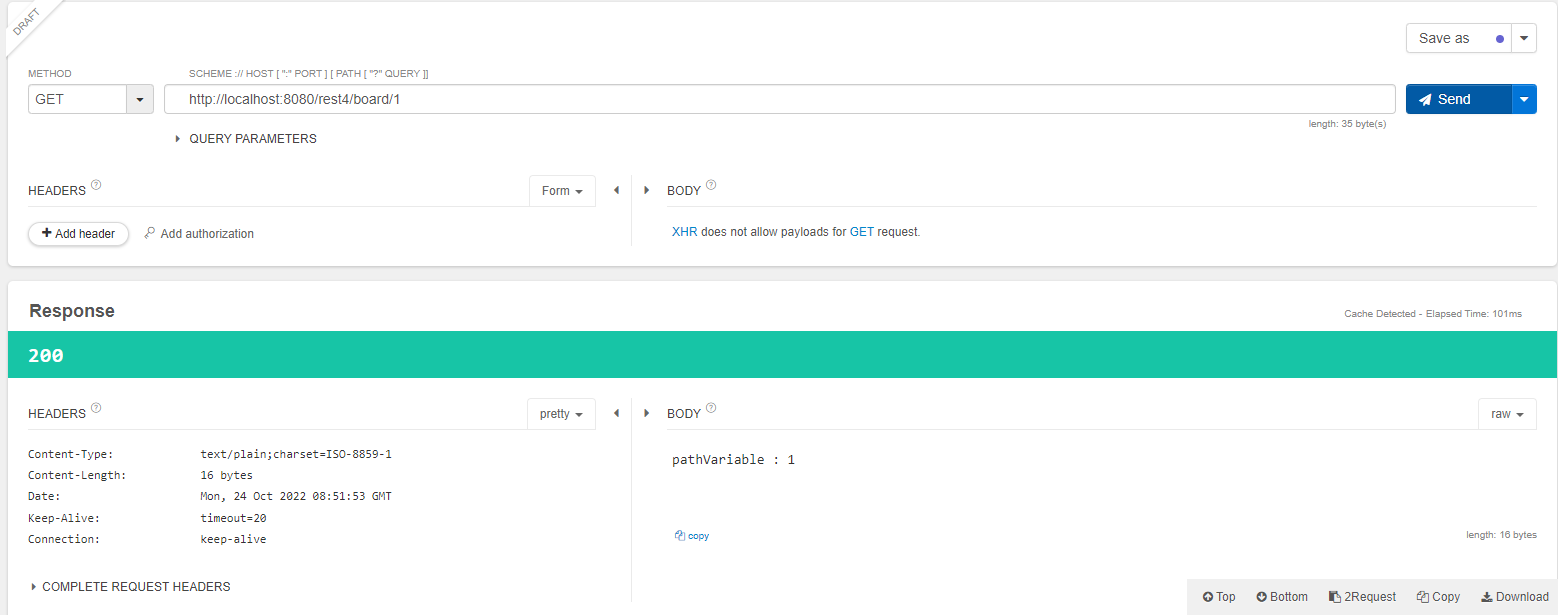 DRAFT
Save as
METHOD
SCHEME :// HOST [ ":" PORT ] [ PATH [ "?" QUERY ]]
GET
http://localhost:8080/rest4/board/1
Send
length: 35 byte(s)
QUERY PARAMETERS
HEADERS ?
Form
BODY ?
Add header
Add authorization
XHR does not allow payloads for GET request.
Response
Cache Detected - Elapsed Time: 101ms
200
HEADERS ?
pretty
BODY ?
raw
Content-Type: text/plain;charset=ISO-8859-1
Content-Length: 16 bytes
Date: Mon, 24 Oct 2022 08:51:53 GMT
Keep-Alive: timeout=20
Connection: keep-alive
pathVariable : 1
copy
length: 16 bytes
COMPLETE REQUEST HEADERS
Top Bottom 2Request Copy Download